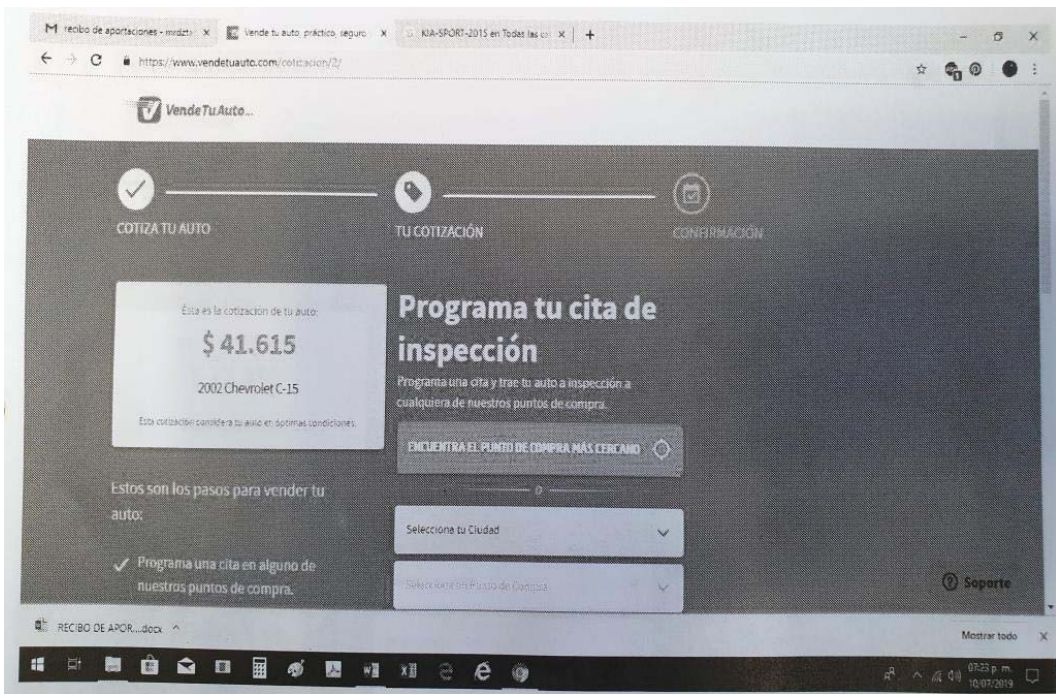 recibo de aportaciones - mrdzt
Vende tu auto, práctico, seguro
KIA-SPORT-2015 en Todas las
https://www.vendetuauto.com/cotizacion/2/
VendeTuAuto...
COTIZA TU AUTO
TU COTIZACIÓN
CONFIRMACIÓN
Ésta es la cotización de tu auto:
$ 41.615
2002 Chevrolet C-15
Esta cotización considera tu auto en óptimas condiciones.
Programa tu cita de
inspección
Programa una cita y trae tu auto a inspección a
cualquiera de nuestros puntos de compra.
ENCUENTRA EL PUNTO DE COMPRA MÁS CERCANO
o
Selecciona tu Ciudad
Selecciona un Punto de Compra
Estos son los pasos para vender tu
auto:
Programa una cita en alguno de
nuestros puntos de compra.
Soporte
RECIBO DE APOR....docx
Mostrar todo
07:23 p. m.
10/07/2019